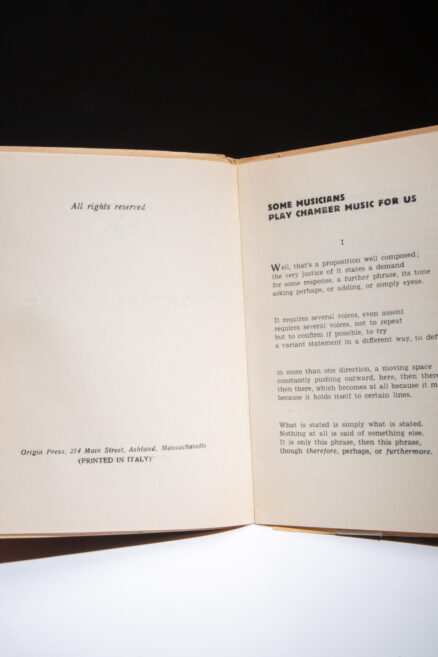 All rights reserved
Origin Press, 214 Main Street, Ashland, Massachusetts
(PRINTED IN ITALY)
SOME MUSICIANS
PLAY CHAMBER MUSIC FOR US
I
Well, that's a proposition well composed;
the very justice of it states a demand
for some response, a further phrase, its tone
asking perhaps, or adding, or simply syess.
It requires several voices, even assent
requires several voices, not to repeat
but to confirm if possible, to try
a variant statement in a different way, to def
in more than one direction, a moving space
constantly pushing outward, here, then there
then there, which becomes at all because it m
because it holds itself to certain lines.
What is stated is simply what is stated.
Nothing at all is said of something else.
It is only this phrase, then this phrase,
though therefore, perhaps, or furthermore.